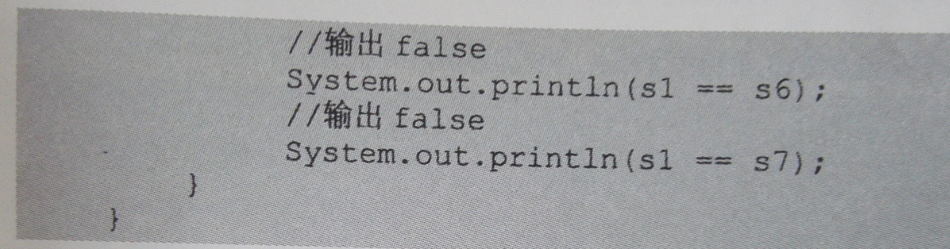 //输出 false
System.out.println(s1 == s6);
//输出 false
System.out.println(s1 == s7);
}
}